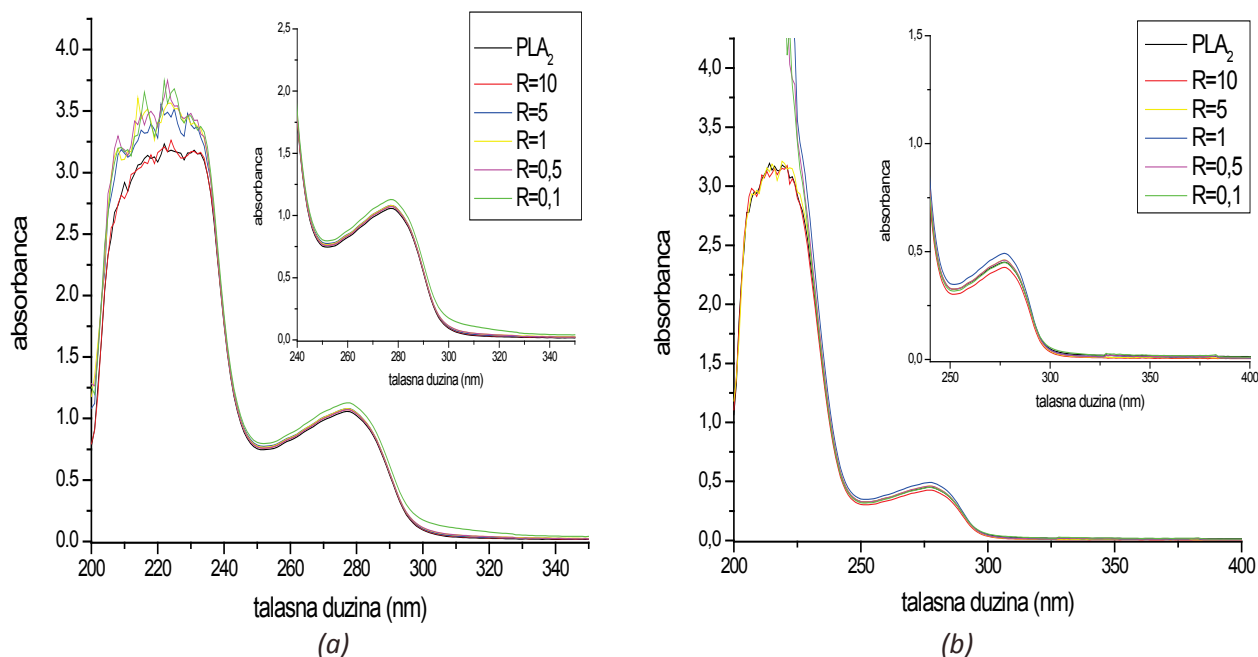 4.0
3.5
3.0
2.5
2.0
1.5
1.0
0.5
0.0
absorbanca
200 220 240 260 280 300 320 340
talasna duzina (nm)
2,5
2,0
1,5
1,0
0,5
0,0
absorbanca
240 260 280 300 320 340
talasna duzina (nm)
PLA₂
R=10
R=5
R=1
R=0,5
R=0,1
(a)
4,0
3,5
3,0
2,5
2,0
1,5
1,0
0,5
0,0
absorbanca
200 250 300 350 400
talasna duzina (nm)
1,5
1,0
0,5
0,0
absorbanca
250 300 350 400
talasna duzina (nm)
PLA₂
R=10
R=5
R=1
R=0,5
R=0,1
(b)